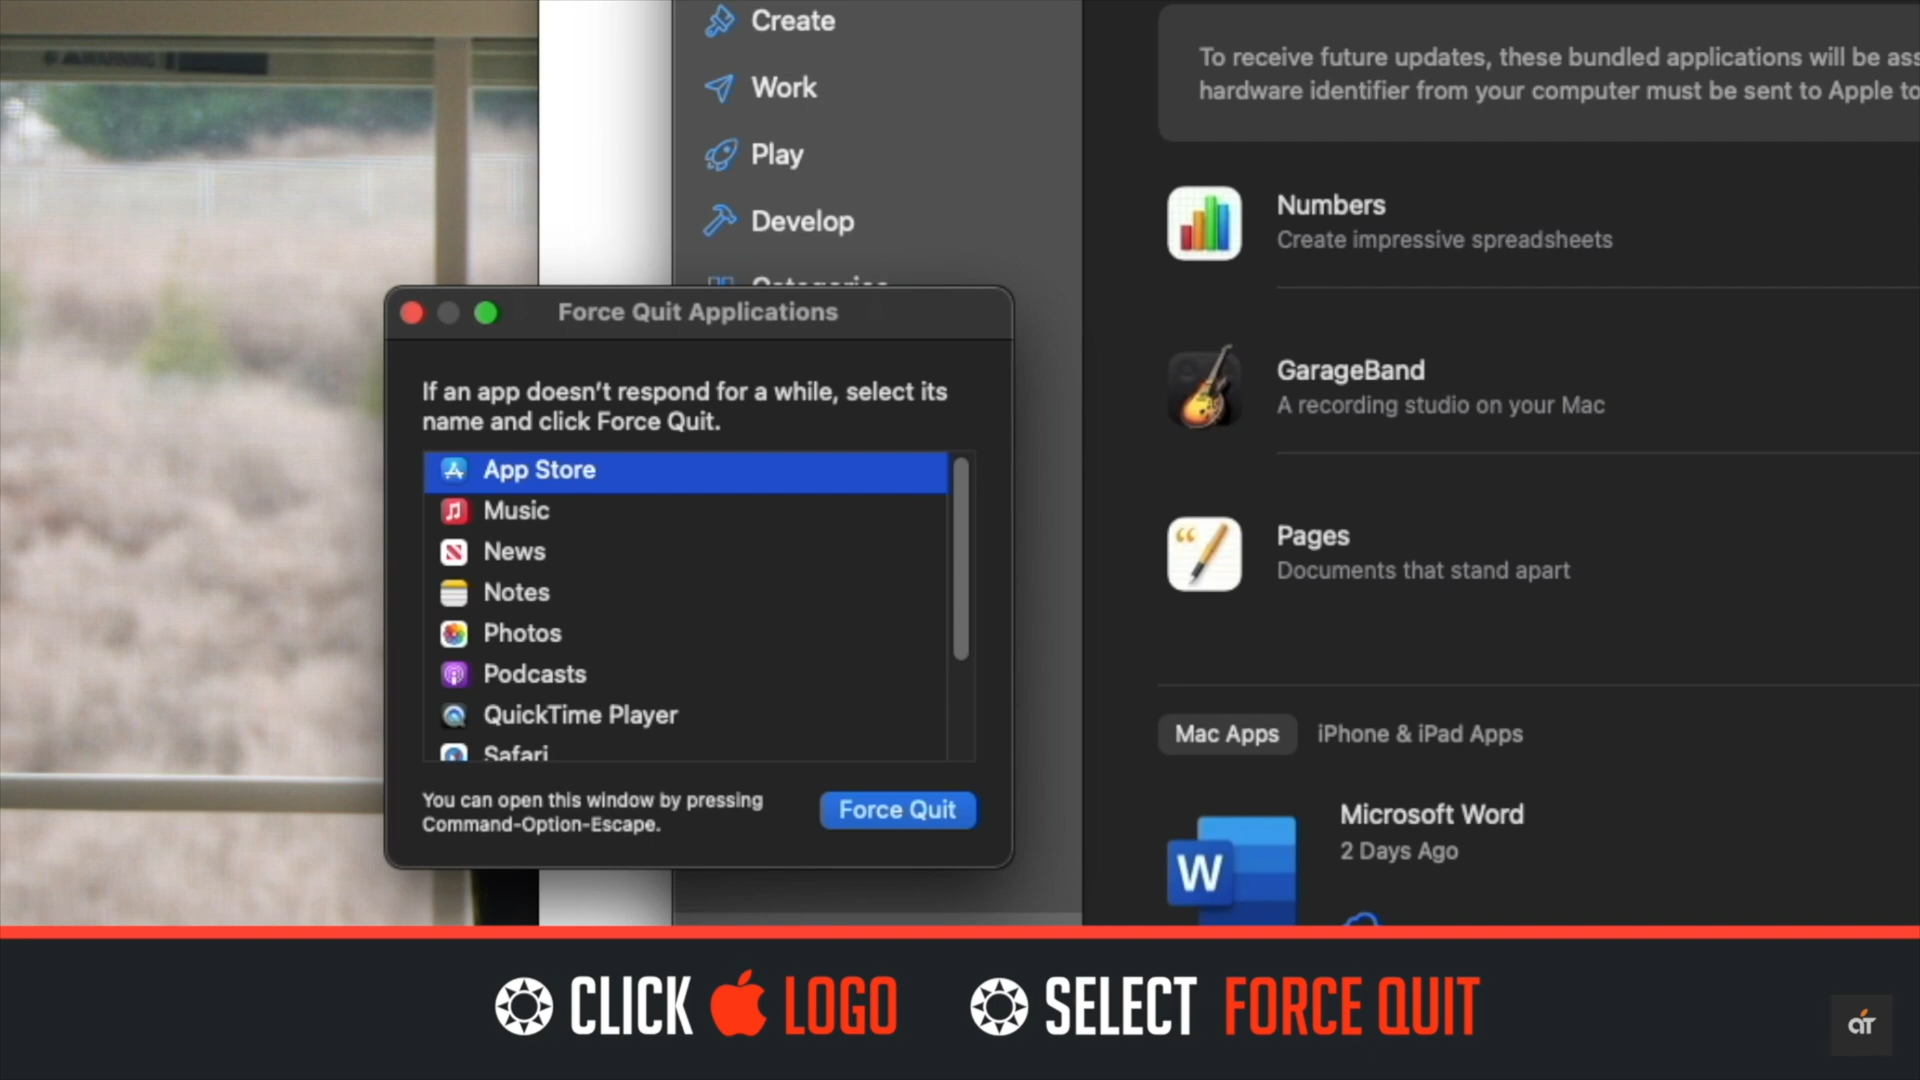 Create
Work
Play
Develop
Categories
To receive future updates, these bundled applications will be ass
hardware identifier from your computer must be sent to Apple to
Numbers
Create impressive spreadsheets
GarageBand
A recording studio on your Mac
Pages
Documents that stand apart
Mac Apps
iPhone & iPad Apps
Microsoft Word
2 Days Ago
W
Force Quit Applications
If an app doesn't respond for a while, select its
name and click Force Quit.
App Store
Music
News
Notes
Photos
Podcasts
QuickTime Player
Safari
You can open this window by pressing
Command-Option-Escape.
Force Quit
CLICK LOGO
SELECT FORCE QUIT
aT